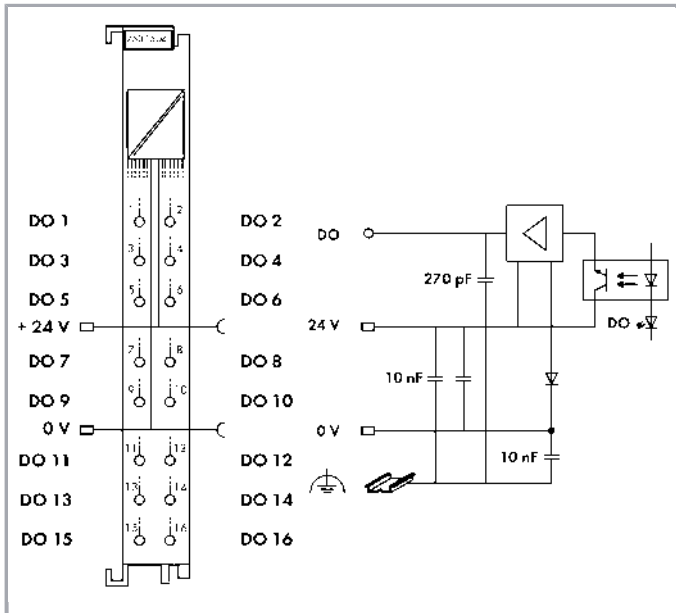 DO 1
1
2
DO 2
DO 3
3
4
DO 4
DO 5
5
6
DO 6
+ 24 V
DO 7
7
8
DO 8
DO 9
9
10
DO 10
0 V
DO 11
11
12
DO 12
DO 13
13
14
DO 14
DO 15
15
16
DO 16
DO
270 pF
24 V
DO
10 nF
0 V
10 nF